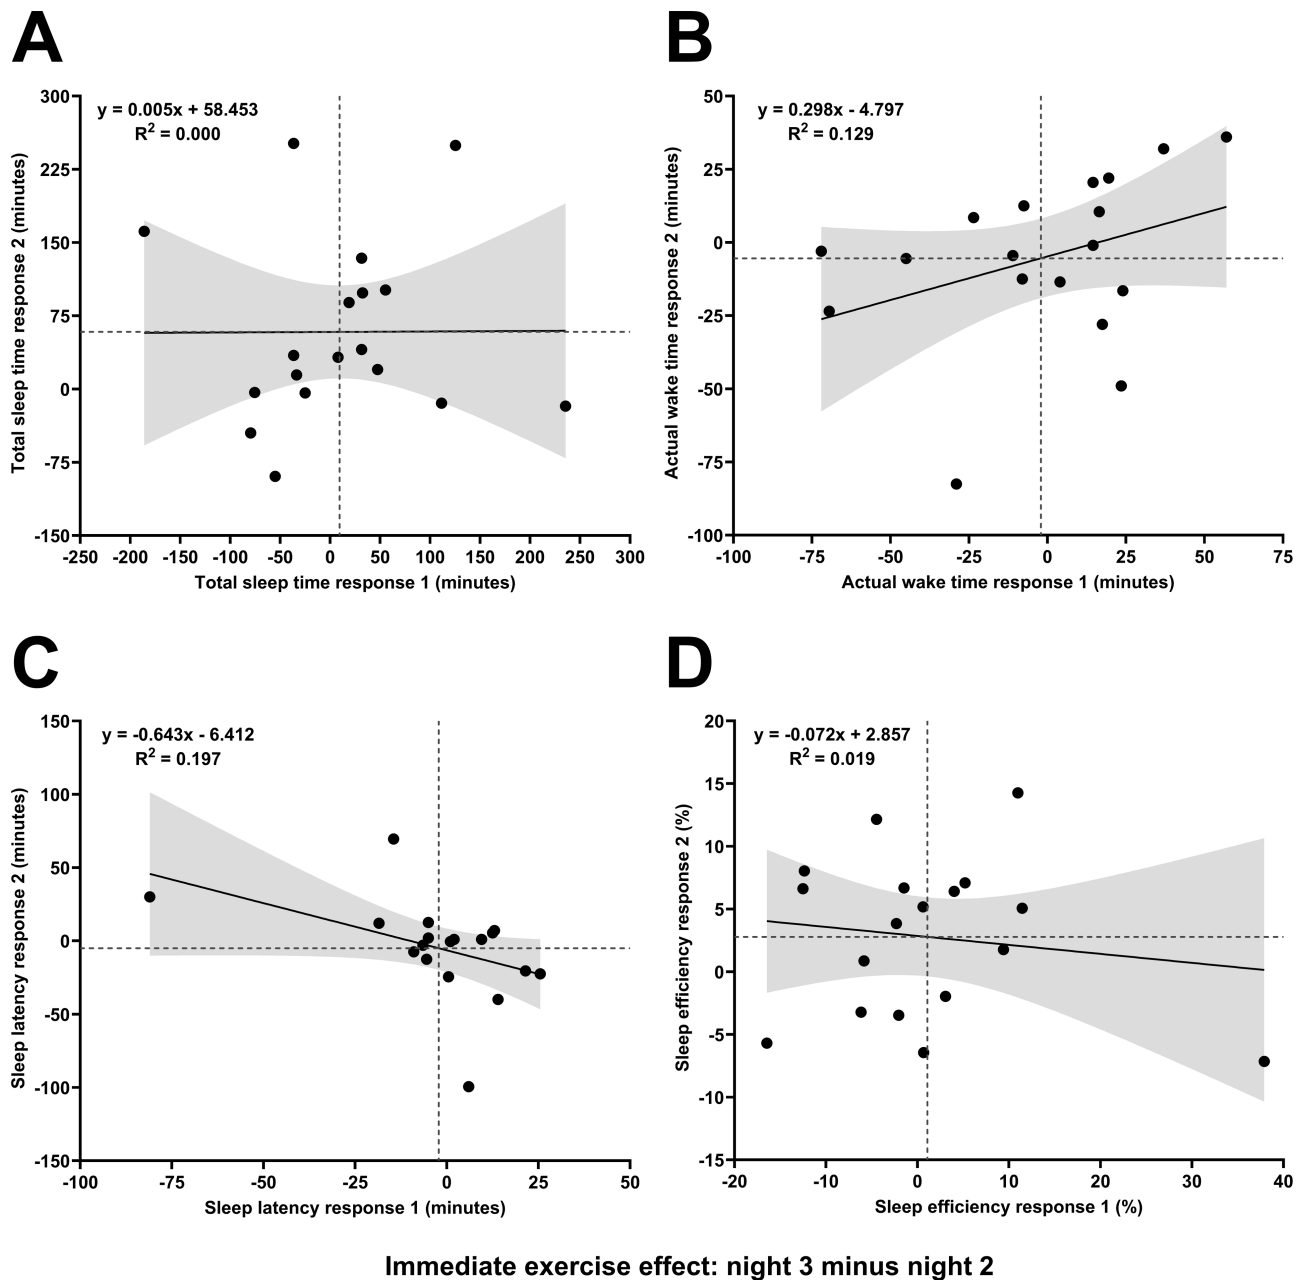 A
y = 0.005x + 58.453
R² = 0.000
Total sleep time response 2 (minutes)
300
225
150
75
0
-75
-150
-250 -200 -150 -100 -50 0 50 100 150 200 250 300
Total sleep time response 1 (minutes)
B
y = 0.298x - 4.797
R² = 0.129
Actual wake time response 2 (minutes)
50
25
0
-25
-50
-75
-100
-100 -75 -50 -25 0 25 50 75
Actual wake time response 1 (minutes)
C
y = -0.643x - 6.412
R² = 0.197
Sleep latency response 2 (minutes)
150
100
50
0
-50
-100
-150
-100 -75 -50 -25 0 25 50
Sleep latency response 1 (minutes)
D
y = -0.072x + 2.857
R² = 0.019
Sleep efficiency response 2 (%)
20
15
10
5
0
-5
-10
-15
-20 -10 0 10 20 30 40
Sleep efficiency response 1 (%)
Immediate exercise effect: night 3 minus night 2